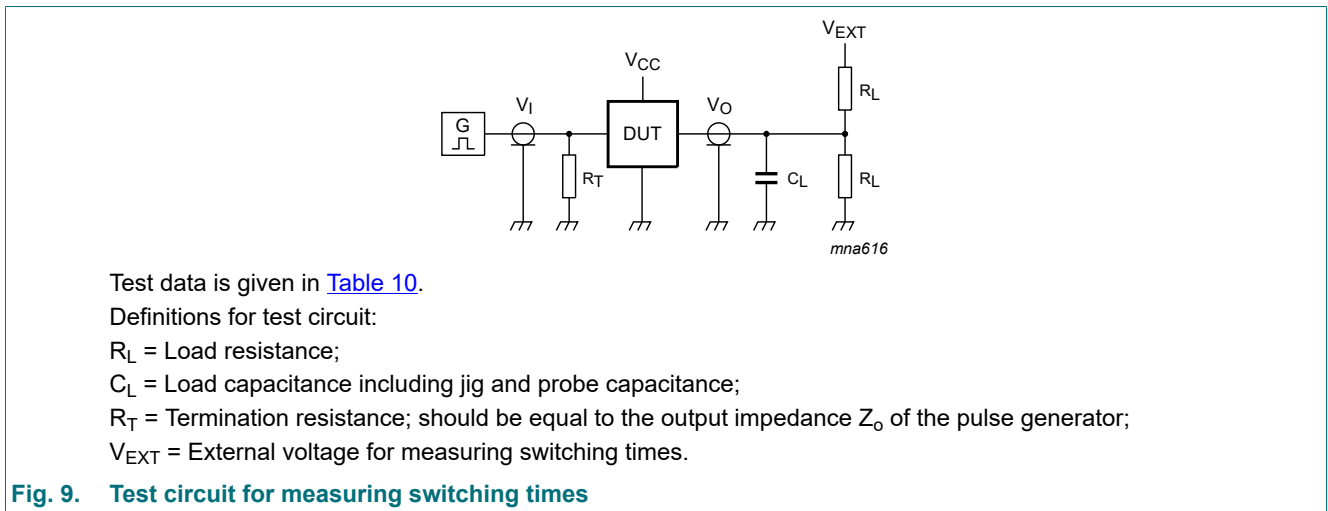 VEXT
VCC
RL
VI
VO
G
DUT
RT
CL
RL
mna616
Test data is given in Table 10.
Definitions for test circuit:
RL = Load resistance;
CL = Load capacitance including jig and probe capacitance;
RT = Termination resistance; should be equal to the output impedance Zo of the pulse generator;
VEXT = External voltage for measuring switching times.
Fig. 9. Test circuit for measuring switching times